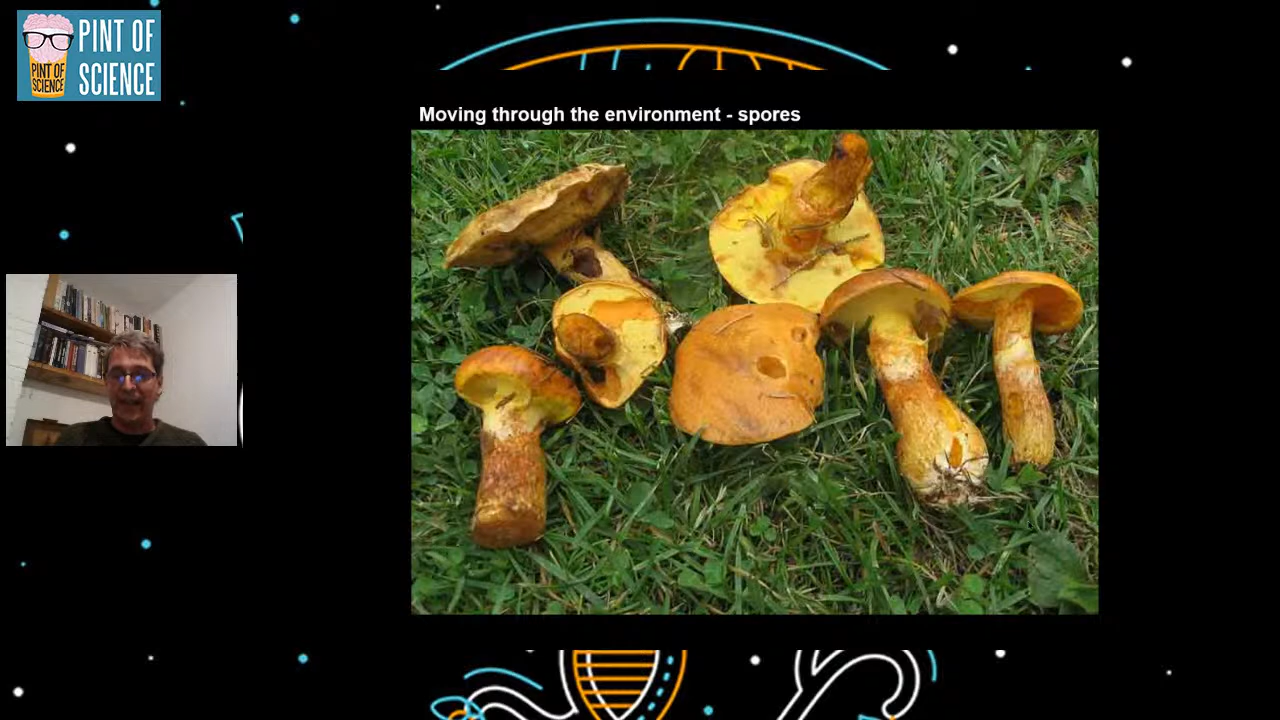 PINT OF
SCIENCE
PINT OF
SCIENCE
Moving through the environment - spores